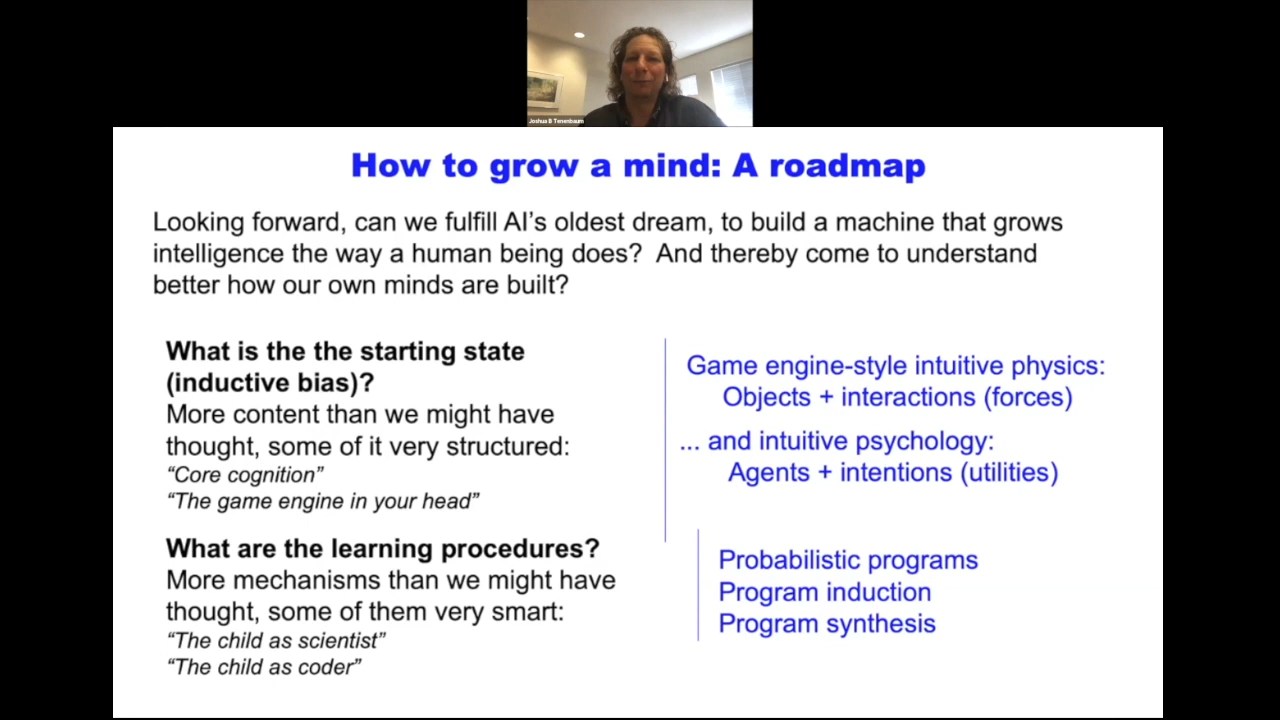 Joshua B Tenenbaum
How to grow a mind: A roadmap
Looking forward, can we fulfill AI's oldest dream, to build a machine that grows
intelligence the way a human being does?  And thereby come to understand
better how our own minds are built?
What is the the starting state
(inductive bias)?
More content than we might have
thought, some of it very structured:
“Core cognition”
“The game engine in your head”
Game engine-style intuitive physics:
Objects + interactions (forces)
... and intuitive psychology:
Agents + intentions (utilities)
What are the learning procedures?
More mechanisms than we might have
thought, some of them very smart:
“The child as scientist”
“The child as coder”
Probabilistic programs
Program induction
Program synthesis